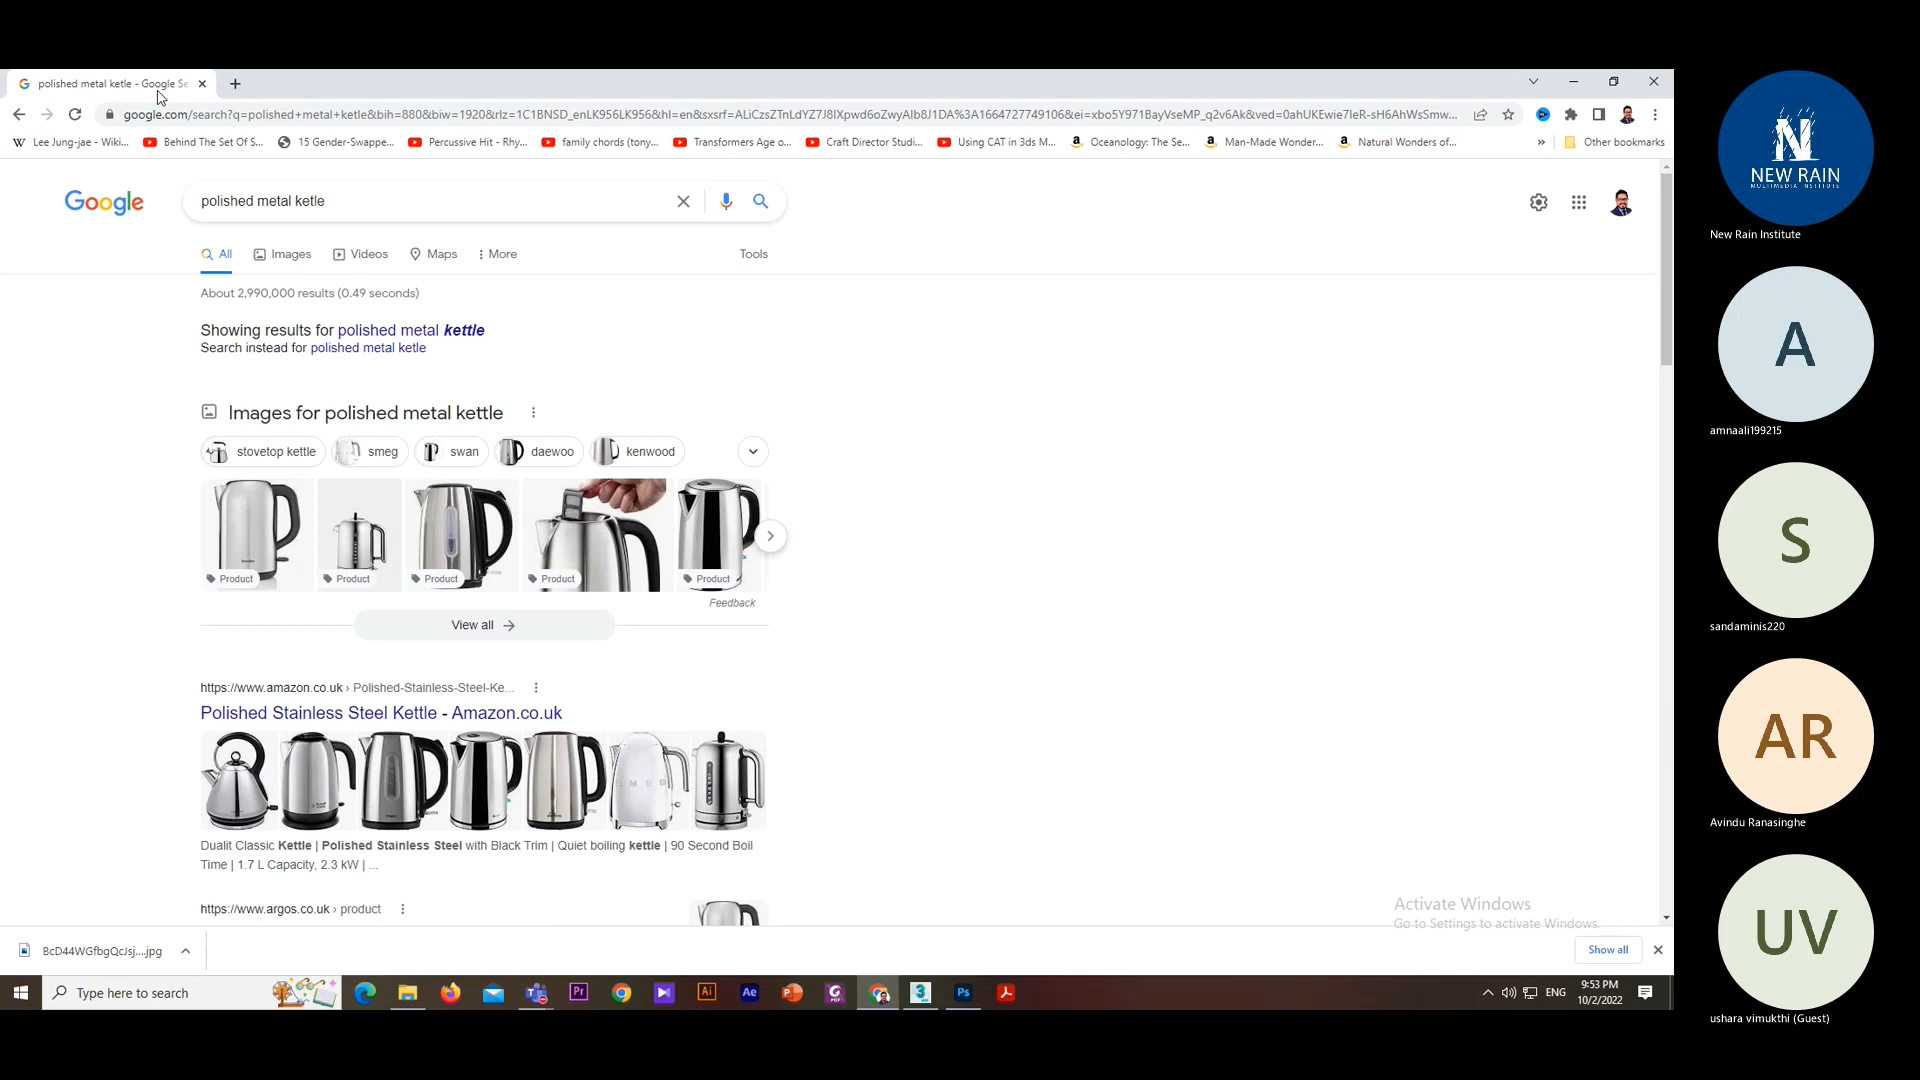 polished metal ketle - Google Se
google.com/search?q=polished+metal+ketle&bih=880&biw=1920&rlz=1C1BNSD_enLK956LK956&hl=en&sxsrf=ALiCzsZTnLdYZ7J8lXpwd6oZwyAlb8J1DA%3A1664727749106&ei=xbo5Y971BayVseMP_q2v6Ak&ved=0ahUKEwie7IeR-sH6AhWsSmw...
Lee Jung-jae - Wiki...
Behind The Set Of S...
15 Gender-Swappe...
Percussive Hit - Rhy...
family chords (tony...
Transformers Age o...
Craft Director Studi...
Using CAT in 3ds M...
Oceanology: The Se...
Man-Made Wonder...
Natural Wonders of...
Other bookmarks
Google
polished metal ketle
All
Images
Videos
Maps
More
Tools
About 2,990,000 results (0.49 seconds)
Showing results for polished metal kettle
Search instead for polished metal ketle
Images for polished metal kettle
stovetop kettle
smeg
swan
daewoo
kenwood
Product
Product
Product
Product
Product
Feedback
View all
https://www.amazon.co.uk › Polished-Stainless-Steel-Ke...
Polished Stainless Steel Kettle - Amazon.co.uk
Dualit Classic Kettle | Polished Stainless Steel with Black Trim | Quiet boiling kettle | 90 Second Boil
Time | 1.7 L Capacity, 2.3 kW | ...
https://www.argos.co.uk › product
Activate Windows
Go to Settings to activate Windows.
BcD44WGfbgQcJsj....jpg
Show all
Type here to search
Pr
Ai
Ae
Ps
ENG
9:53 PM
10/2/2022
N
NEW RAIN
MULTIMEDIA INSTITUTE
New Rain Institute
A
amnaali199215
S
sandaminis220
AR
Avindu Ranasinghe
UV
ushara vimukthi (Guest)